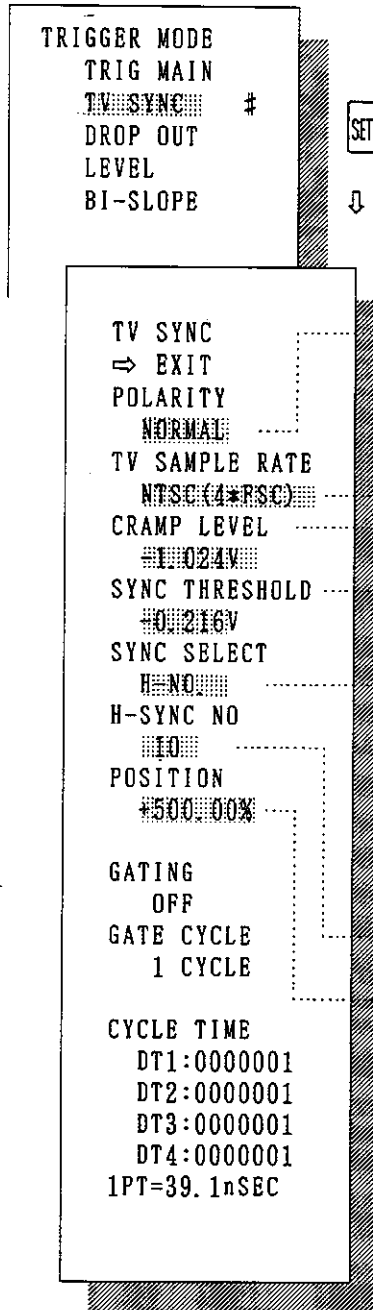 TRIGGER MODE
TRIG MAIN
TV SYNC #
DROP OUT
LEVEL
BI-SLOPE
SET
⇩
TV SYNC
⇨ EXIT
POLARITY
NORMAL
TV SAMPLE RATE
NTSC(4*FSC)
CRAMP LEVEL
-1.024V
SYNC THRESHOLD
-0.216V
SYNC SELECT
H-NO.
H-SYNC NO
10
POSITION
+500.00%
GATING
OFF
GATE CYCLE
1 CYCLE
CYCLE TIME
DT1:0000001
DT2:0000001
DT3:0000001
DT4:0000001
1PT=39.1nSEC